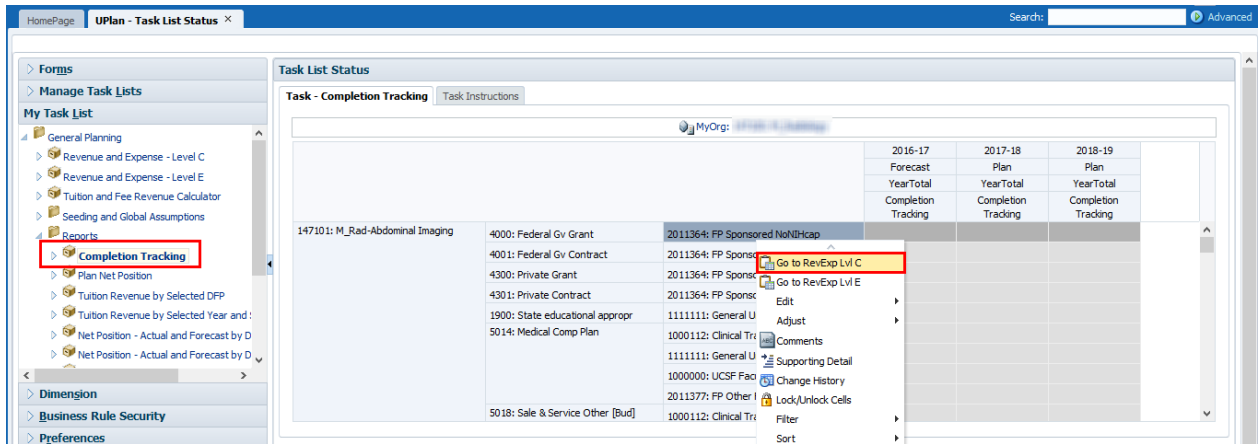 HomePage
UPlan - Task List Status ×
Search:
Advanced
Forms
Manage Task Lists
My Task List
General Planning
Revenue and Expense - Level C
Revenue and Expense - Level E
Tuition and Fee Revenue Calculator
Seeding and Global Assumptions
Reports
Completion Tracking
Plan Net Position
Tuition Revenue by Selected DFP
Tuition Revenue by Selected Year and
Net Position - Actual and Forecast by D
Net Position - Actual and Forecast by D
Dimension
Business Rule Security
Preferences
Task List Status
Task - Completion Tracking
Task Instructions
MyOrg:
2016-17 2017-18 2018-19
Forecast Plan Plan
YearTotal YearTotal YearTotal
Completion Completion Completion
Tracking Tracking Tracking
147101: M_Rad-Abdominal Imaging 4000: Federal Gv Grant 2011364: FP Sponsored NoNIHcap
4001: Federal Gv Contract 2011364: FP Sponsc
4300: Private Grant 2011364: FP Sponsc
4301: Private Contract 2011364: FP Sponsc
1900: State educational appropr 1111111: General U
5014: Medical Comp Plan 1000112: Clinical Tra
1111111: General U
1000000: UCSF Fac
2011377: FP Other
5018: Sale & Service Other [Bud] 1000112: Clinical Tra
Go to RevExp Lvl C
Go to RevExp Lvl E
Edit
Adjust
Comments
Supporting Detail
Change History
Lock/Unlock Cells
Filter
Sort